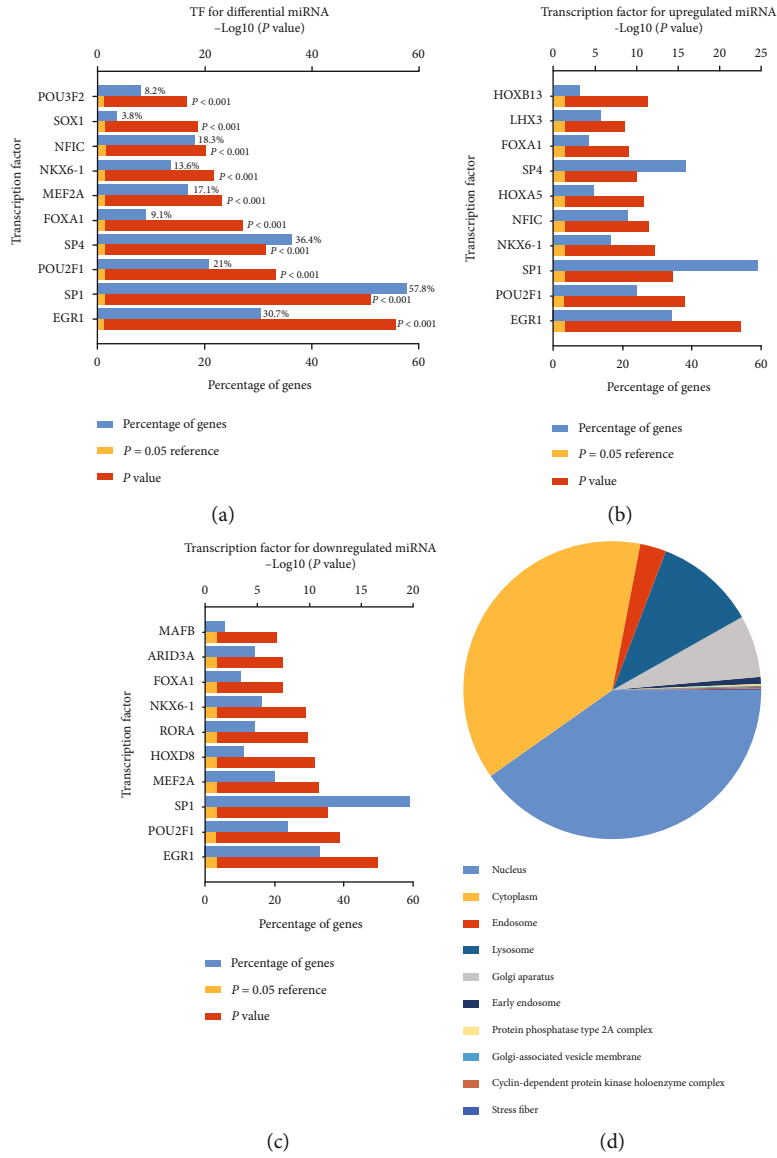 TF for differential miRNA
–Log10 (P value)
0 20 40 60
Transcription factor
POU3F2 8.2% P < 0.001
SOX1 3.8% P < 0.001
NFIC 18.3% P < 0.001
NKX6-1 13.6% P < 0.001
MEF2A 17.1% P < 0.001
FOXA1 9.1% P < 0.001
SP4 36.4% P < 0.001
POU2F1 21% P < 0.001
SP1 57.8% P < 0.001
EGR1 30.7% P < 0.001
0 20 40 60
Percentage of genes
Percentage of genes
P = 0.05 reference
P value
(a)
Transcription factor for upregulated miRNA
-Log10 (P value)
0 5 10 15 20 25
Transcription factor
HOXB13
LHX3
FOXA1
SP4
HOXA5
NFIC
NKX6-1
SP1
POU2F1
EGR1
0 20 40 60
Percentage of genes
Percentage of genes
P = 0.05 reference
P value
(b)
Transcription factor for downregulated miRNA
–Log10 (P value)
0 5 10 15 20
Transcription factor
MAFB
ARID3A
FOXA1
NKX6-1
RORA
HOXD8
MEF2A
SP1
POU2F1
EGR1
0 20 40 60
Percentage of genes
Percentage of genes
P = 0.05 reference
P value
(c)
Nucleus
Cytoplasm
Endosome
Lysosome
Golgi aparatus
Early endosome
Protein phosphatase type 2A complex
Golgi-associated vesicle membrane
Cyclin-dependent protein kinase holoenzyme complex
Stress fiber
(d)